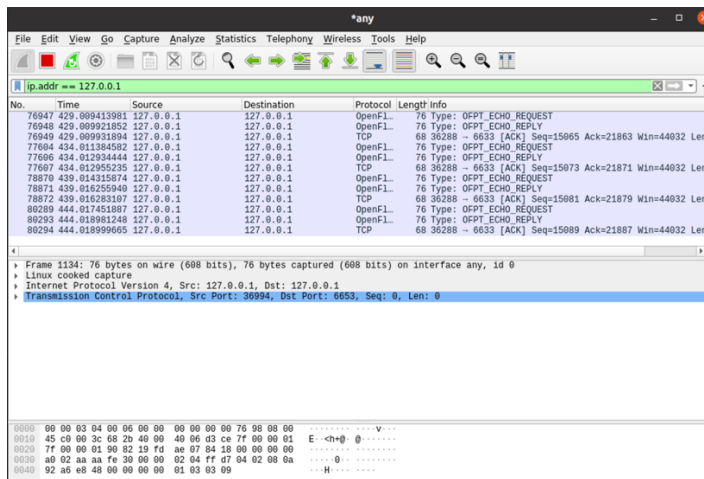 *any
File Edit View Go Capture Analyze Statistics Telephony Wireless Tools Help
ip.addr == 127.0.0.1
No. Time Source Destination Protocol Length Info
76947 429.009413981 127.0.0.1 127.0.0.1 OpenFl… 76 Type: OFPT_ECHO_REQUEST
76948 429.009921852 127.0.0.1 127.0.0.1 OpenFl… 76 Type: OFPT_ECHO_REPLY
76949 429.009931894 127.0.0.1 127.0.0.1 TCP 68 36288 → 6633 [ACK] Seq=15065 Ack=21863 Win=44032 Len
77604 434.011384582 127.0.0.1 127.0.0.1 OpenFl… 76 Type: OFPT_ECHO_REQUEST
77606 434.012934444 127.0.0.1 127.0.0.1 OpenFl… 76 Type: OFPT_ECHO_REPLY
77607 434.012955235 127.0.0.1 127.0.0.1 TCP 68 36288 → 6633 [ACK] Seq=15073 Ack=21871 Win=44032 Len
78870 439.014315874 127.0.0.1 127.0.0.1 OpenFl… 76 Type: OFPT_ECHO_REQUEST
78871 439.016255940 127.0.0.1 127.0.0.1 OpenFl… 76 Type: OFPT_ECHO_REPLY
78872 439.016283107 127.0.0.1 127.0.0.1 TCP 68 36288 → 6633 [ACK] Seq=15081 Ack=21879 Win=44032 Len
80289 444.017451887 127.0.0.1 127.0.0.1 OpenFl… 76 Type: OFPT_ECHO_REQUEST
80293 444.018981248 127.0.0.1 127.0.0.1 OpenFl… 76 Type: OFPT_ECHO_REPLY
80294 444.018999665 127.0.0.1 127.0.0.1 TCP 68 36288 → 6633 [ACK] Seq=15089 Ack=21887 Win=44032 Len
Frame 1134: 76 bytes on wire (608 bits), 76 bytes captured (608 bits) on interface any, id 0
Linux cooked capture
Internet Protocol Version 4, Src: 127.0.0.1, Dst: 127.0.0.1
Transmission Control Protocol, Src Port: 36994, Dst Port: 6653, Seq: 0, Len: 0
0000 00 00 03 04 00 06 00 00 00 00 00 00 76 98 08 00 ········ ····v···
0010 45 c0 00 3c 68 2b 40 00 40 06 d3 ce 7f 00 00 01 E··<h+@· @·······
0020 7f 00 00 01 90 82 19 fd ae 07 84 18 00 00 00 00 ········ ········
0030 a0 02 aa aa fe 30 00 00 02 04 ff d7 04 02 08 0a ·····0·· ········
0040 92 a6 e8 48 00 00 00 00 01 03 03 09 ···H···· ····